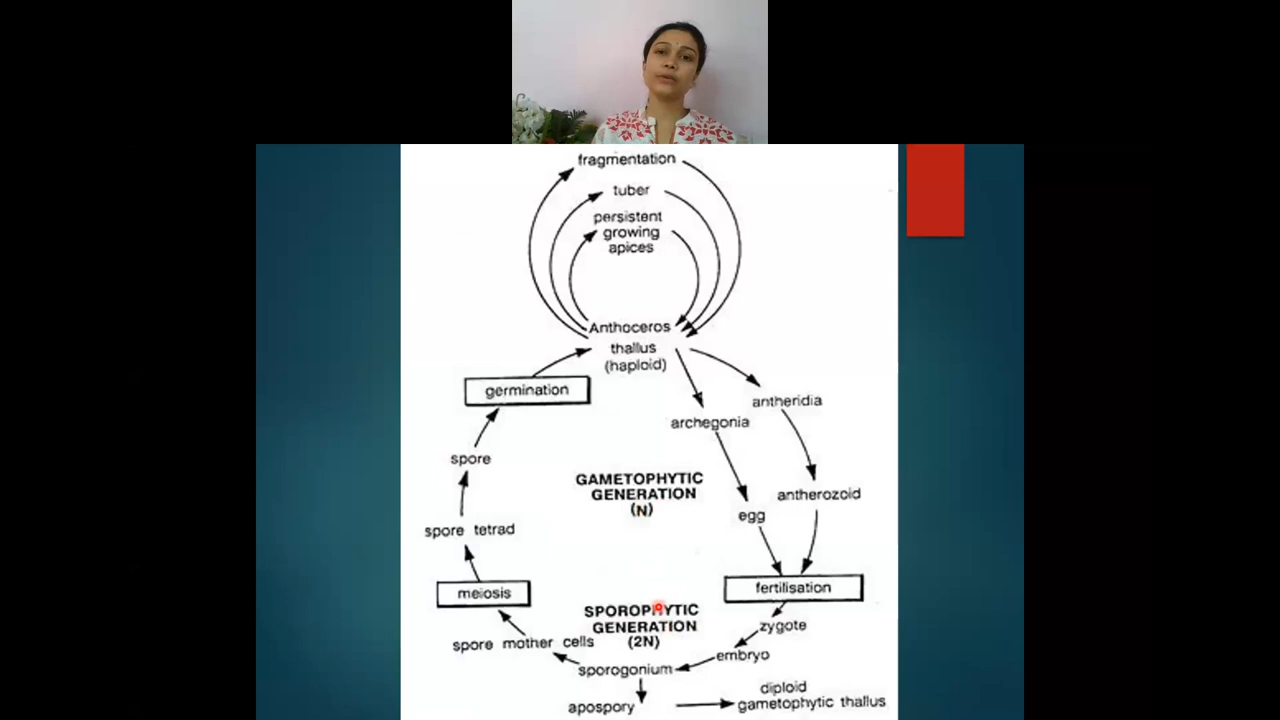 fragmentation
tuber
persistent
growing
apices
Anthoceros
thallus
(haploid)
germination
antheridia
archegonia
spore
GAMETOPHYTIC
GENERATION
(N)
antherozoid
egg
spore tetrad
meiosis
fertilisation
SPOROPHYTIC
GENERATION
(2N)
zygote
spore mother cells
embryo
sporogonium
diploid
gametophytic thallus
apospory